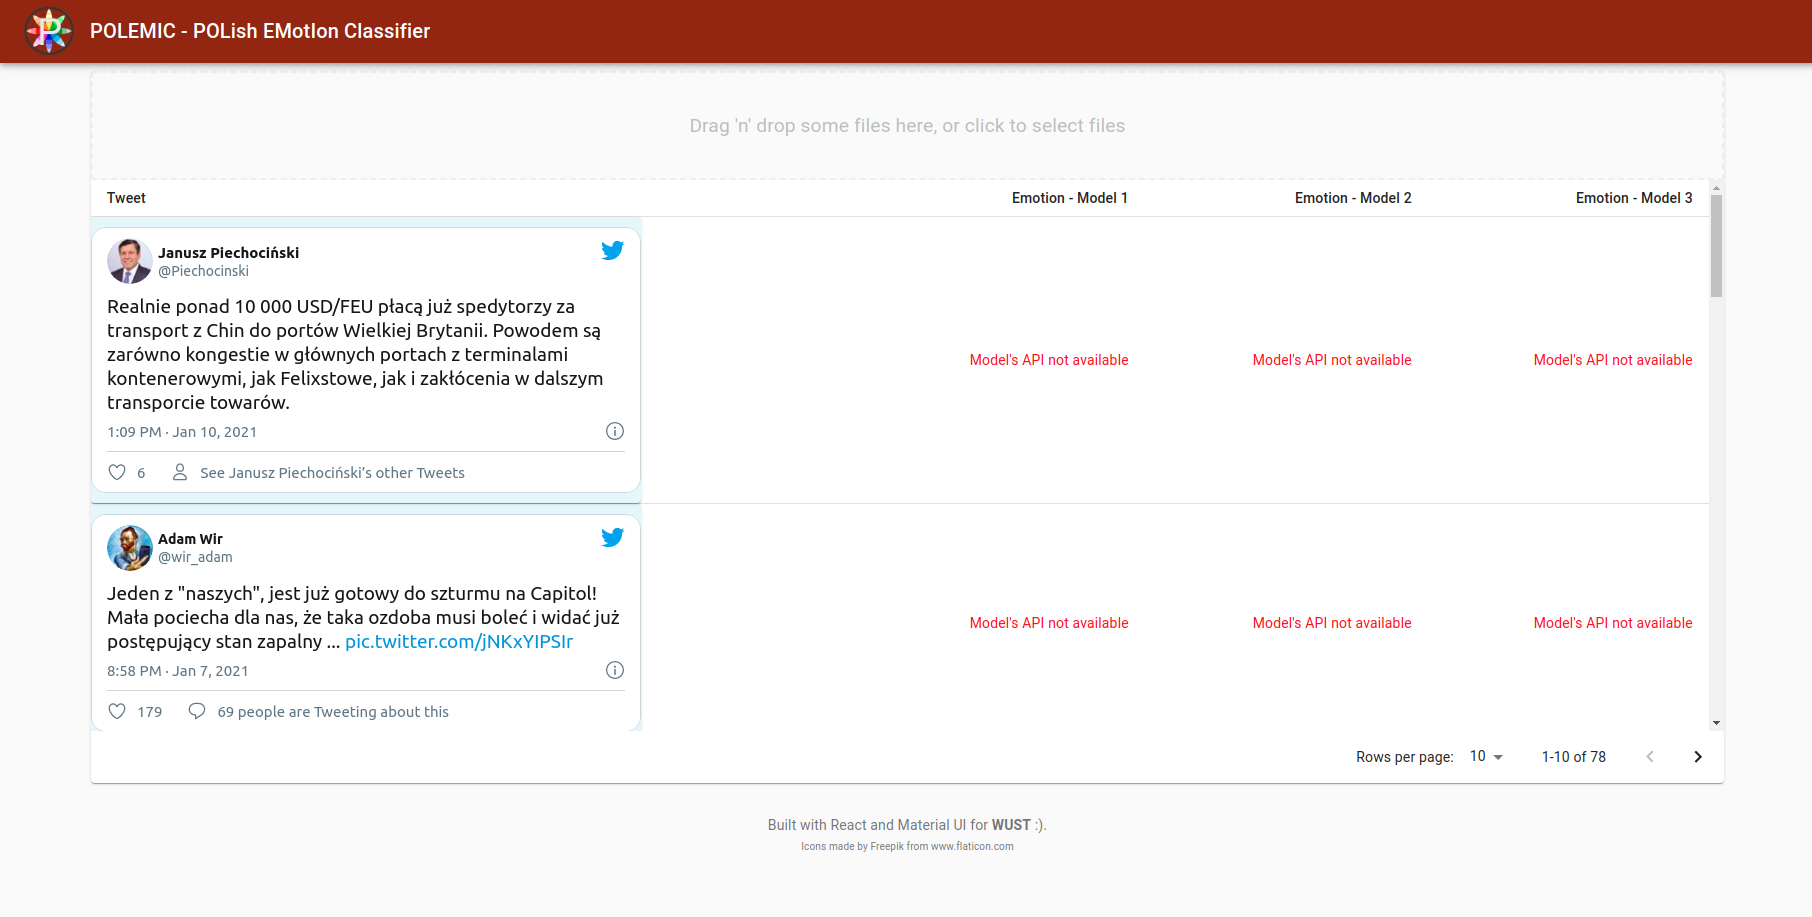 P
POLEMIC - POLish EMotIon Classifier
Drag 'n' drop some files here, or click to select files
Tweet Emotion - Model 1 Emotion - Model 2 Emotion - Model 3
Janusz Piechociński
@Piechocinski
Realnie ponad 10 000 USD/FEU płacą już spedytorzy za
transport z Chin do portów Wielkiej Brytanii. Powodem są
zarówno kongestie w głównych portach z terminalami
kontenerowymi, jak Felixstowe, jak i zakłócenia w dalszym
transporcie towarów.
1:09 PM · Jan 10, 2021
6 See Janusz Piechociński's other Tweets
Model's API not available Model's API not available Model's API not available
Adam Wir
@wir_adam
Jeden z "naszych", jest już gotowy do szturmu na Capitol!
Mała pociecha dla nas, że taka ozdoba musi boleć i widać już
postępujący stan zapalny ... pic.twitter.com/jNKxYIPSIr
8:58 PM · Jan 7, 2021
179 69 people are Tweeting about this
Model's API not available Model's API not available Model's API not available
Rows per page: 10 1-10 of 78
Built with React and Material UI for WUST :).
Icons made by Freepik from www.flaticon.com